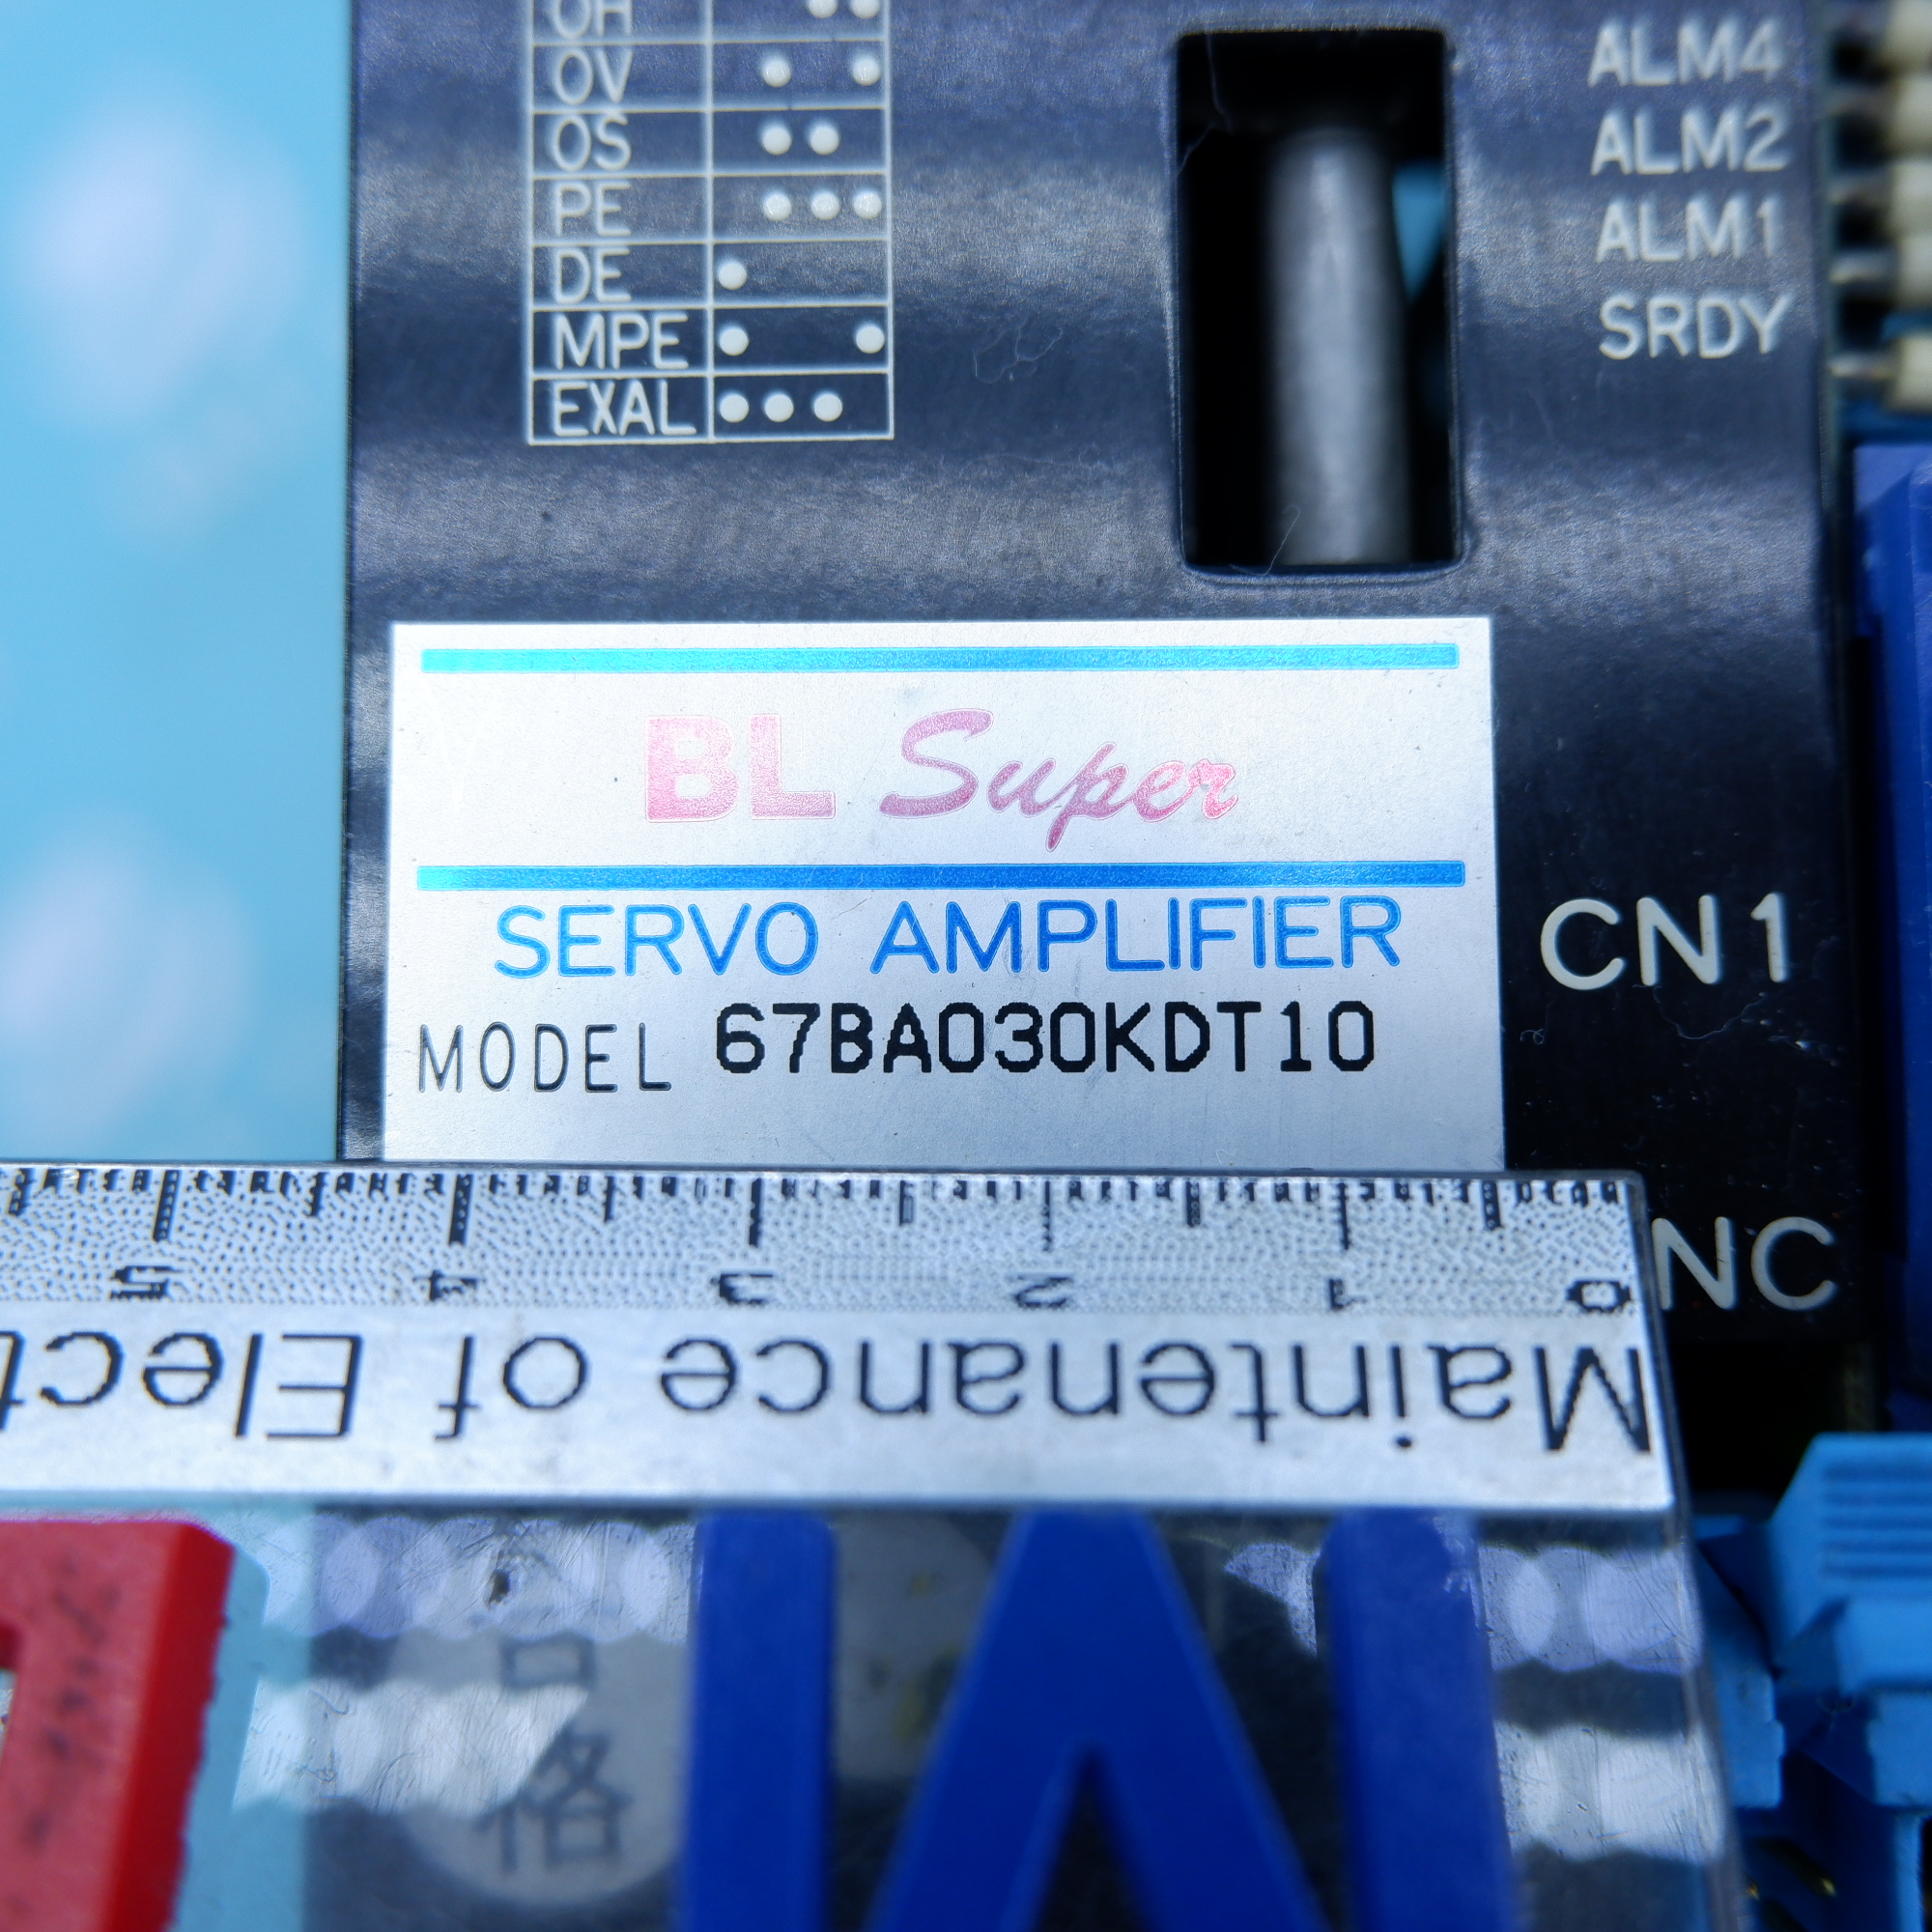 OH
OV
OS
PE
DE
MPE
EXAL
ALM4
ALM2
ALM1
SRDY
BL Super
SERVO AMPLIFIER
MODEL 67BA030KDT10
CN1
NC
5 4 3 2 1 0
Maintenance of Elect
格